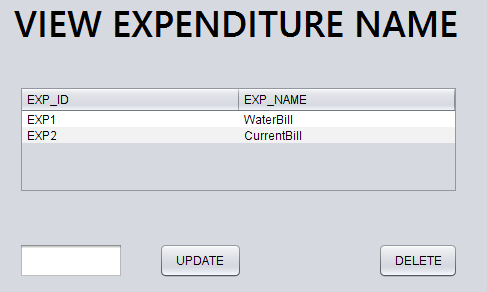 VIEW EXPENDITURE NAME
EXP_ID EXP_NAME
EXP1 WaterBill
EXP2 CurrentBill
UPDATE DELETE